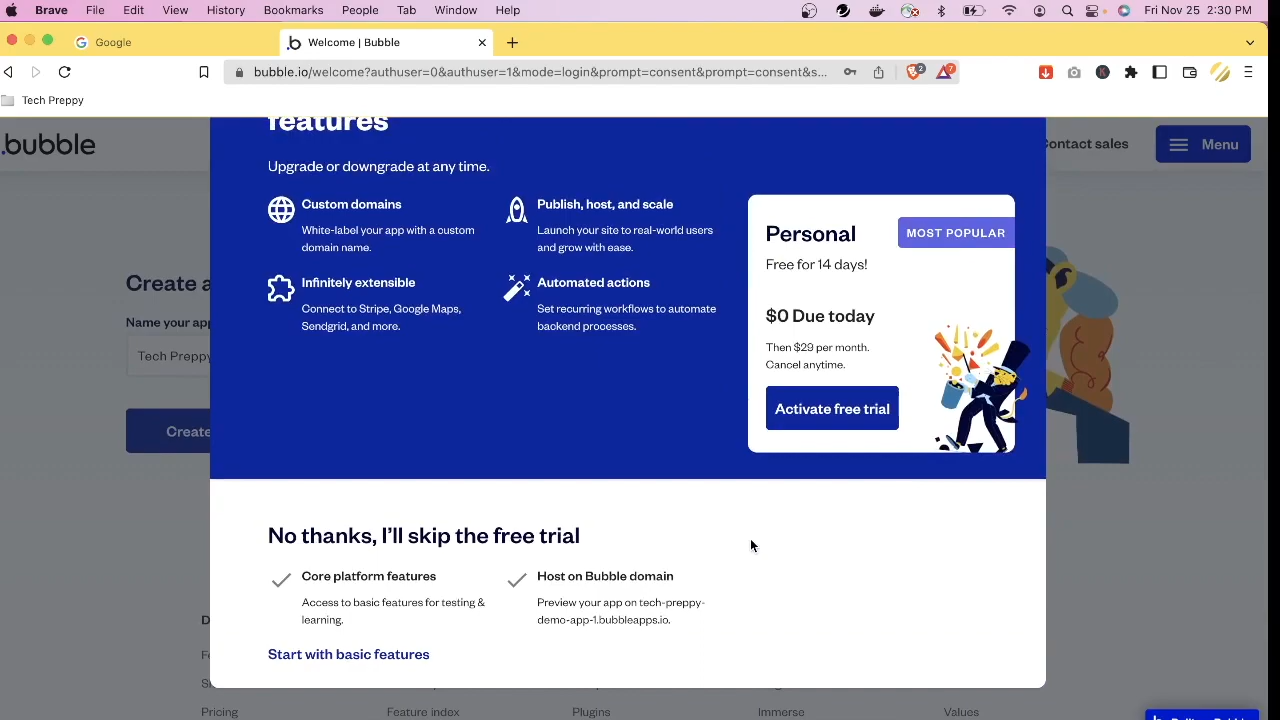 Brave File Edit View History Bookmarks People Tab Window Help Fri Nov 25 2:30 PM
Google
Welcome | Bubble
bubble.io/welcome?authuser=0&authuser=1&mode=login&prompt=consent&prompt=consent&s...
2
7
K
Tech Preppy
.bubble
Contact sales
Menu
features
Upgrade or downgrade at any time.
Custom domains
White-label your app with a custom
domain name.
Publish, host, and scale
Launch your site to real-world users
and grow with ease.
Infinitely extensible
Connect to Stripe, Google Maps,
Sendgrid, and more.
Automated actions
Set recurring workflows to automate
backend processes.
Personal
MOST POPULAR
Free for 14 days!
$0 Due today
Then $29 per month.
Cancel anytime.
Activate free trial
Create a
Name your app
Tech Preppy
Create
No thanks, I'll skip the free trial
Core platform features
Access to basic features for testing &
learning.
Host on Bubble domain
Preview your app on tech-preppy-
demo-app-1.bubbleapps.io.
Start with basic features
Pricing
Feature index
Plugins
Immerse
Values